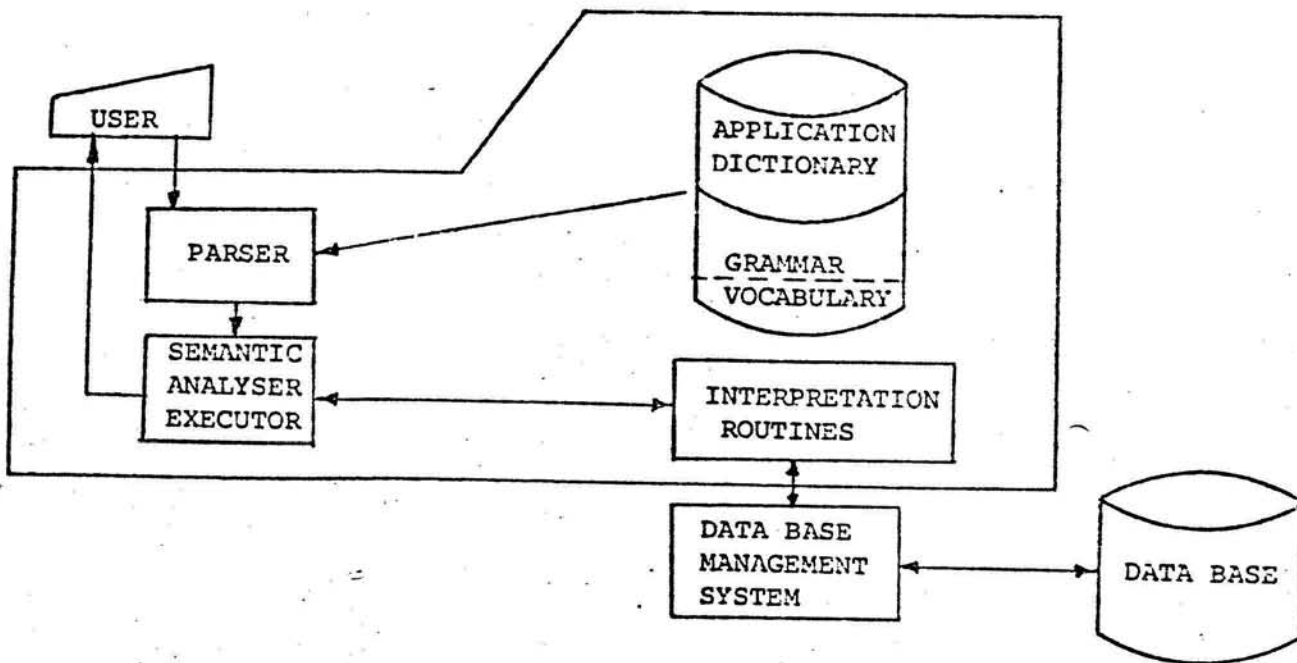 USER
APPLICATION
DICTIONARY
GRAMMAR
VOCABULARY
PARSER
SEMANTIC
ANALYSER
EXECUTOR
INTERPRETATION
ROUTINES
DATA BASE
MANAGEMENT
SYSTEM
DATA BASE